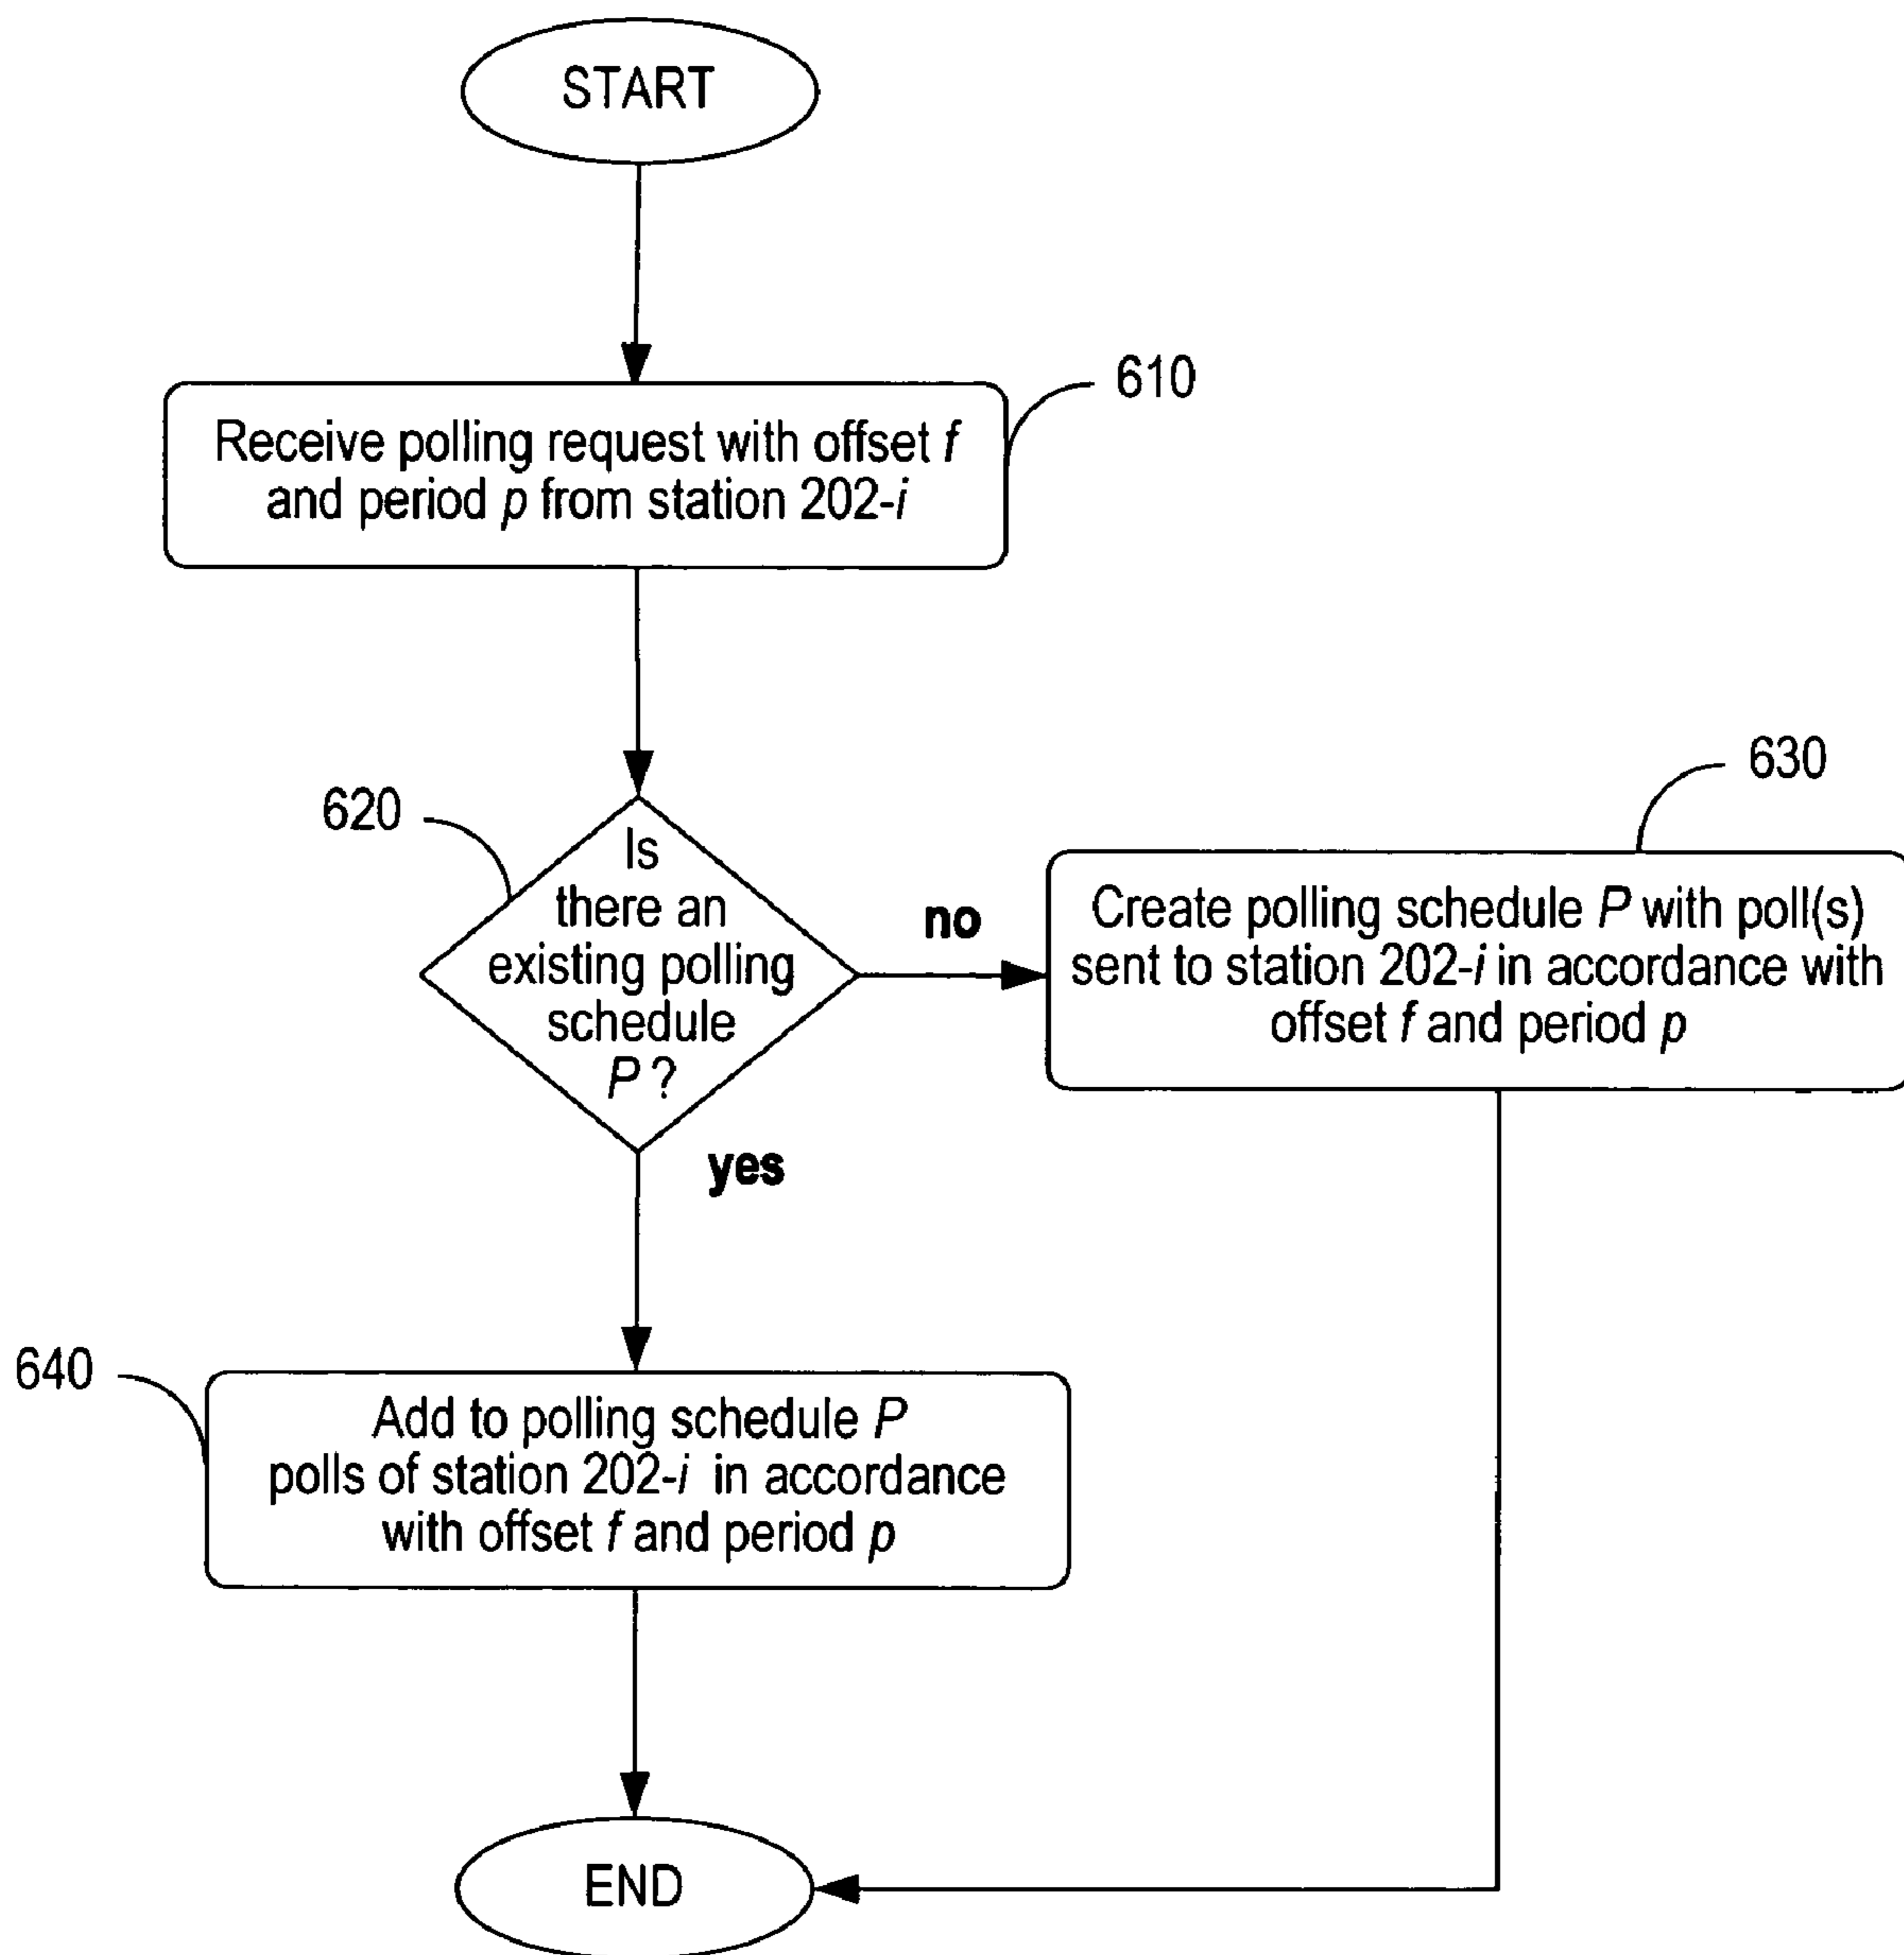 START
610
Receive polling request with offset f
and period p from station 202-i
620
Is
there an
existing polling
schedule
P ?
no
630
Create polling schedule P with poll(s)
sent to station 202-i in accordance with
offset f and period p
yes
640
Add to polling schedule P
polls of station 202-i in accordance
with offset f and period p
END